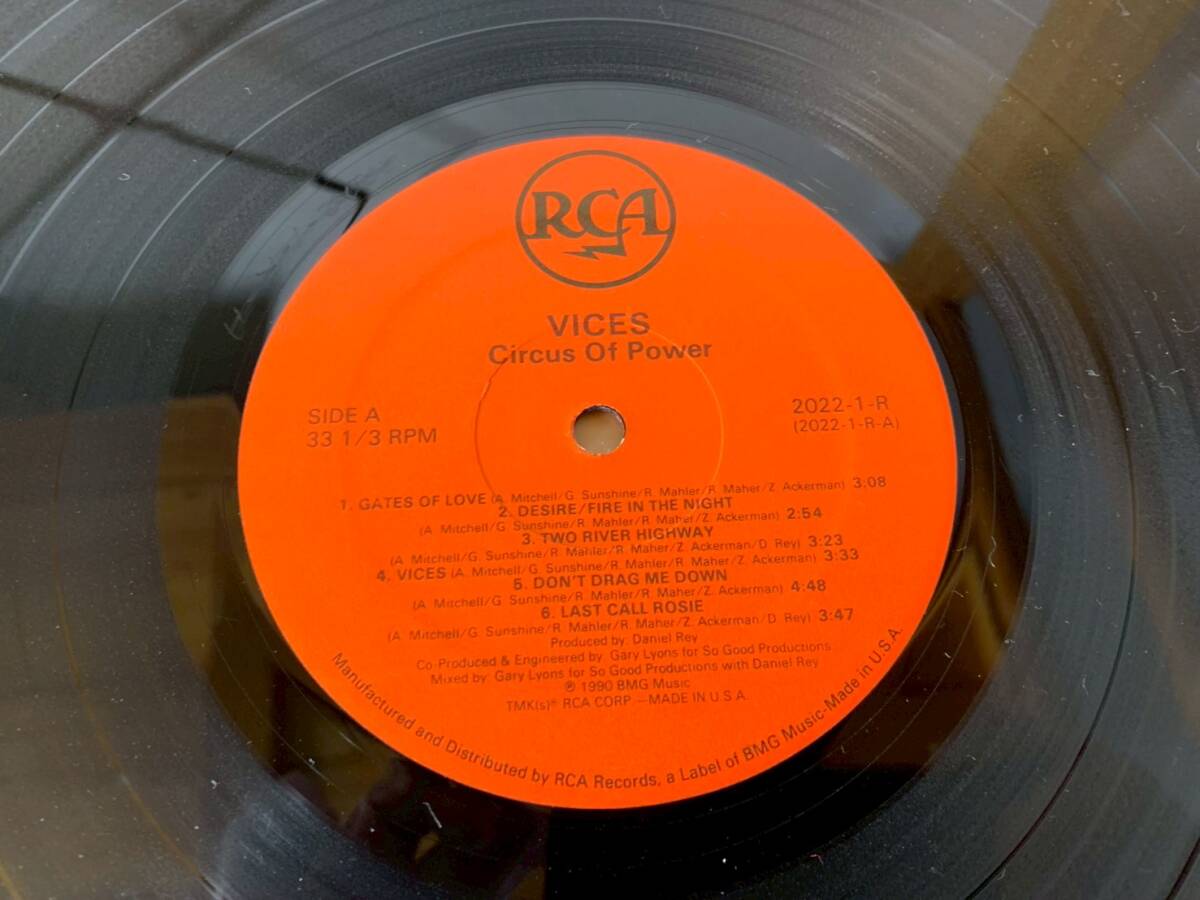 RCA
VICES
Circus Of Power
SIDE A
33 1/3 RPM
2022-1-R
(2022-1-R-A)
1. GATES OF LOVE (A. Mitchell/G. Sunshine/R. Mahler/R. Maher/Z. Ackerman) 3:08
2. DESIRE/FIRE IN THE NIGHT
(A. Mitchell/G. Sunshine/R. Mahler/R. Maher/Z. Ackerman) 2:54
3. TWO RIVER HIGHWAY
(A. Mitchell/G. Sunshine/R. Mahler/R. Maher/Z. Ackerman/D. Rey) 3:23
4. VICES (A. Mitchell/G. Sunshine/R. Mahler/R. Maher/Z. Ackerman) 3:33
5. DON'T DRAG ME DOWN
(A. Mitchell/G. Sunshine/R. Mahler/R. Maher/Z. Ackerman) 4:48
6. LAST CALL ROSIE
(A. Mitchell/G. Sunshine/R. Mahler/R. Maher/Z. Ackerman/D. Rey) 3:47
Produced by: Daniel Rey
Co-Produced & Engineered by: Gary Lyons for So Good Productions
Mixed by: Gary Lyons for So Good Productions with Daniel Rey
℗ 1990 BMG Music
TMK(s)® RCA CORP.—MADE IN U.S.A.
Manufactured and Distributed by RCA Records, a Label of BMG Music-Made in U.S.A.